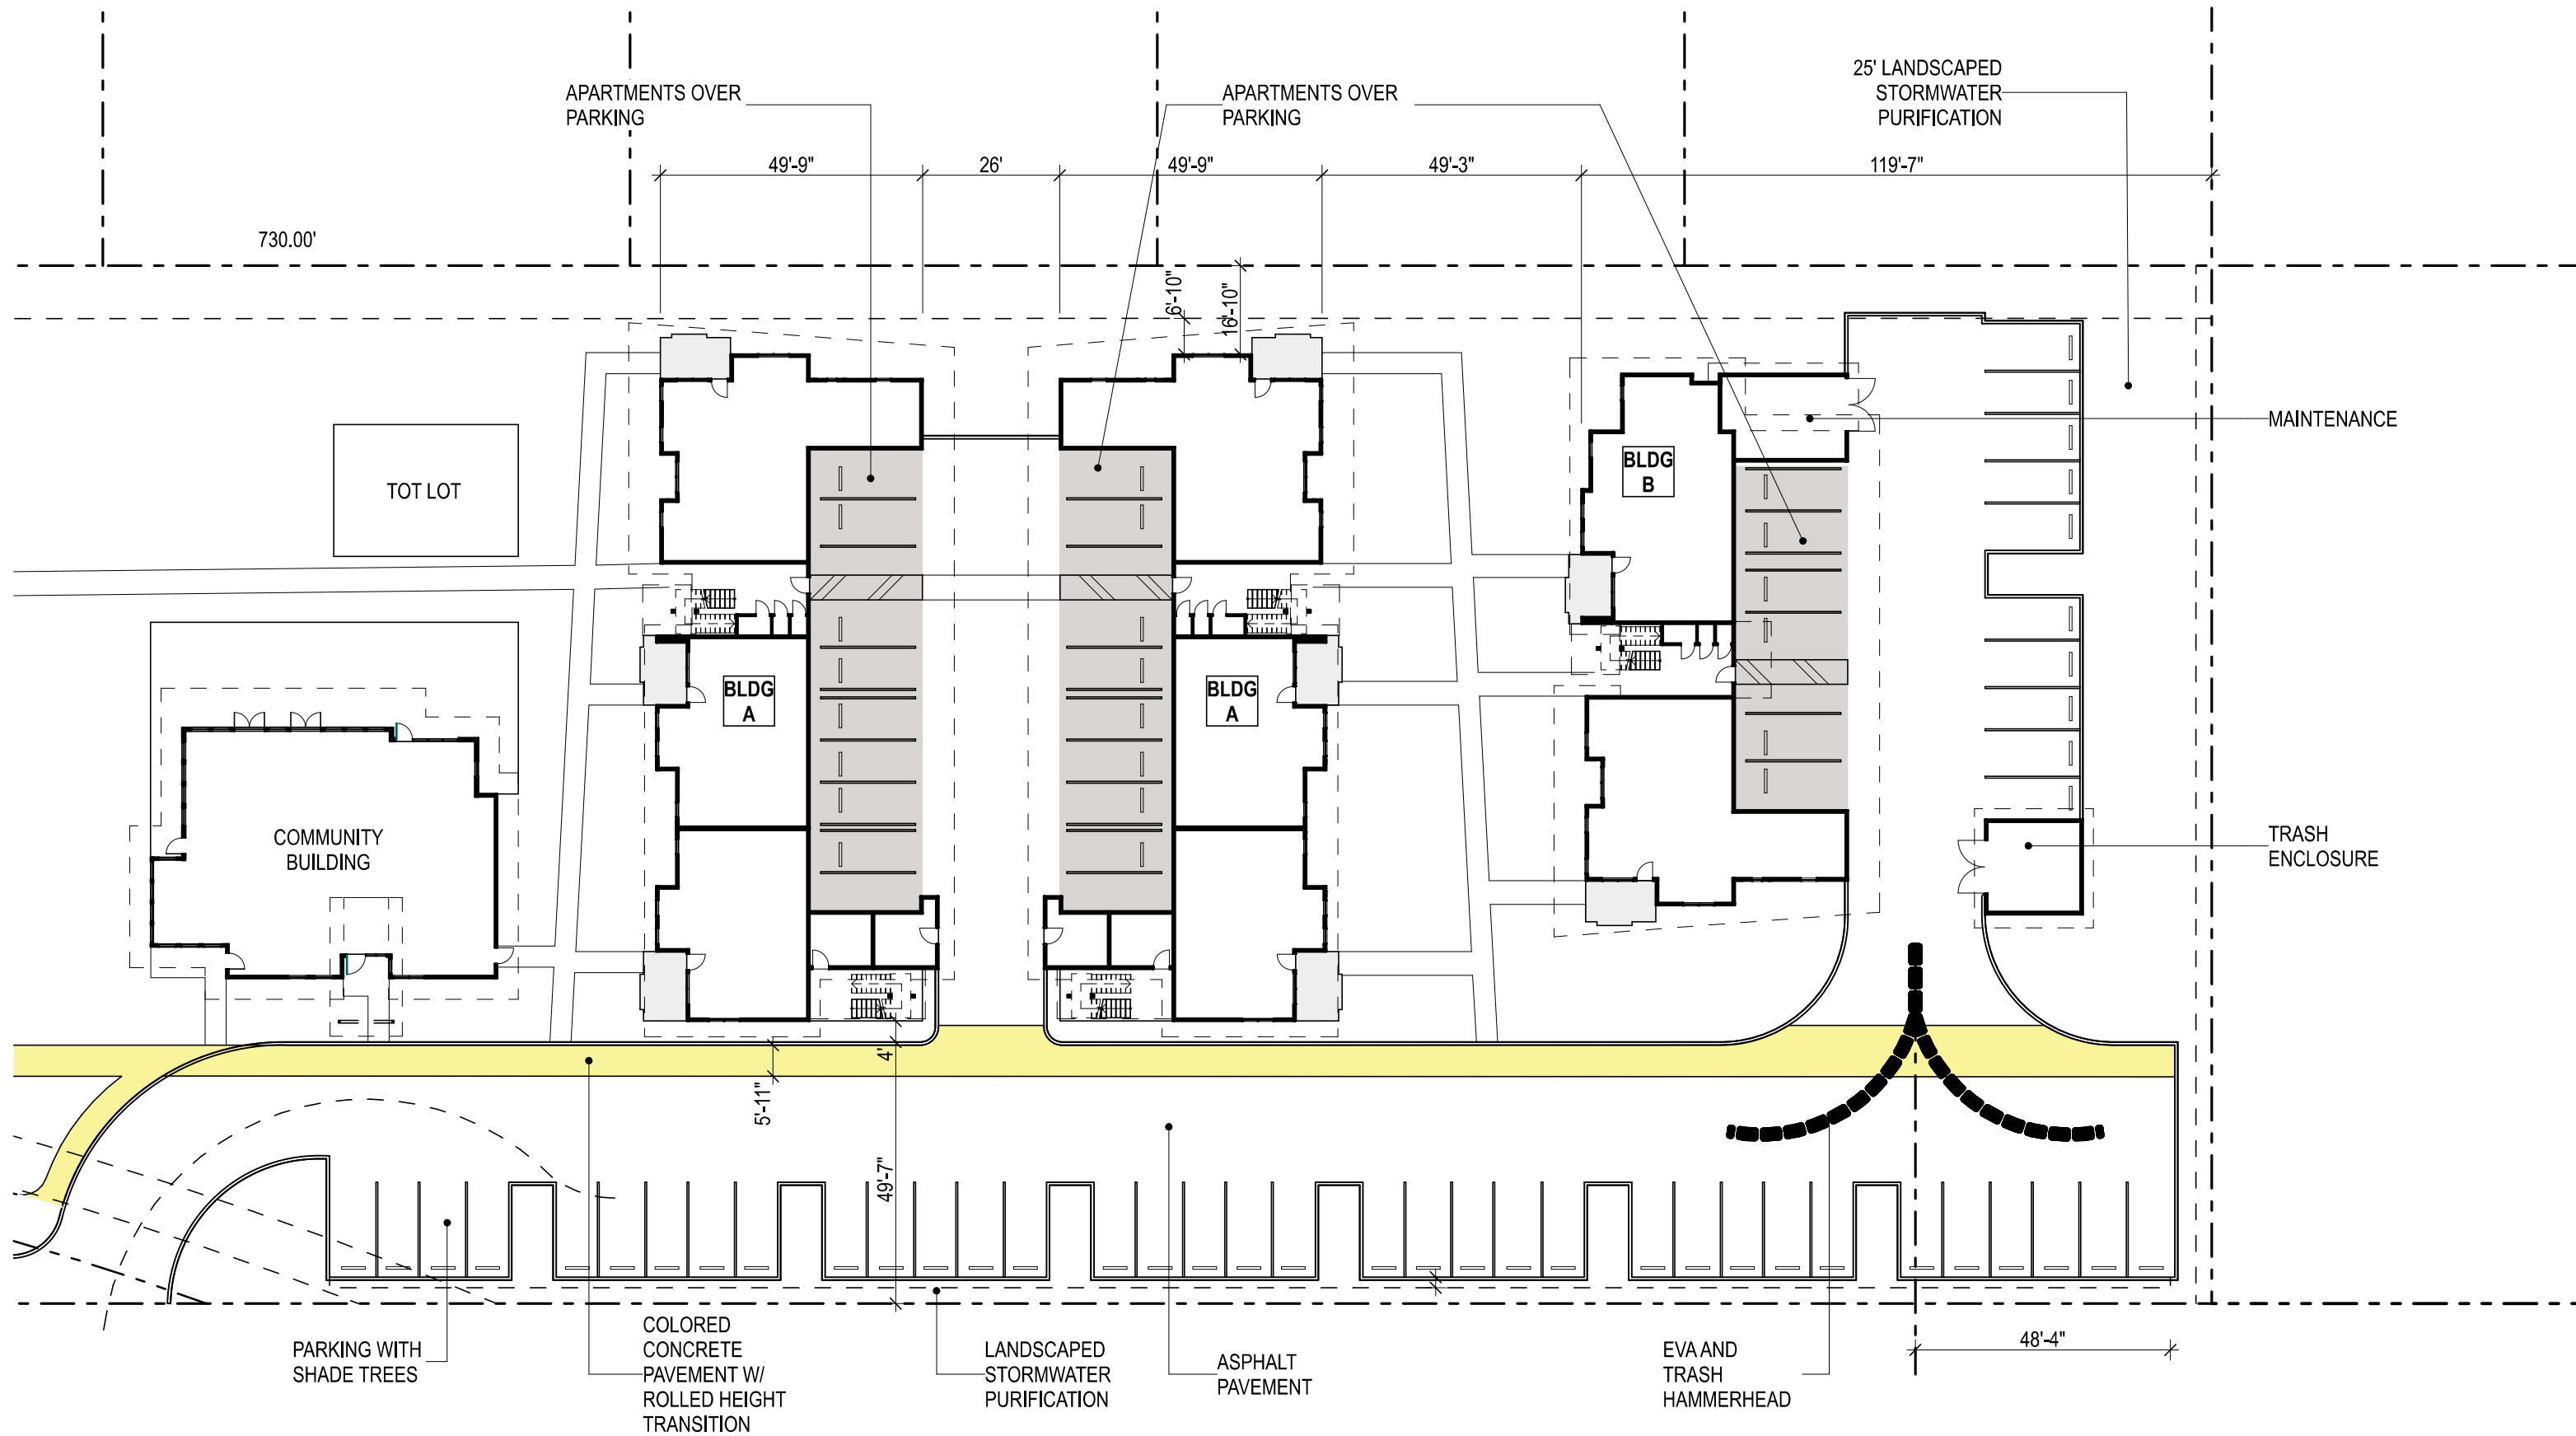 25' LANDSCAPED
STORMWATER
PURIFICATION
APARTMENTS OVER
PARKING
APARTMENTS OVER
PARKING
49'-9"
26'
49'-9"
49'-3"
119'-7"
730.00'
6'-10"
16'-10"
MAINTENANCE
BLDG
B
TOT LOT
BLDG
A
BLDG
A
COMMUNITY
BUILDING
TRASH
ENCLOSURE
4'
5'-11"
49'-7"
PARKING WITH
SHADE TREES
COLORED
CONCRETE
PAVEMENT W/
ROLLED HEIGHT
TRANSITION
LANDSCAPED
STORMWATER
PURIFICATION
ASPHALT
PAVEMENT
EVA AND
TRASH
HAMMERHEAD
48'-4"